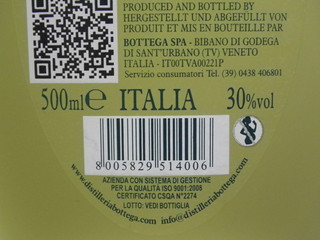 PRODUCED AND BOTTLED BY
HERGESTELLT UND ABGEFÜLLT VON
PRODUIT ET MIS EN BOUTEILLE PAR
BOTTEGA SPA - BIBANO DI GODEGA
DI SANT'URBANO (TV) VENETO
ITALIA - IT00TVA00221P
Servizio consumatori Tel. (39) 0438 406801
500ml e ITALIA 30%vol
8 005829 514006
AZIENDA CON SISTEMA DI GESTIONE
PER LA QUALITÀ ISO 9001:2008
CERTIFICATO CSQA N°2274
LOTTO: VEDI BOTTIGLIA
www.distilleriabottega.com info@distilleriabottega.com